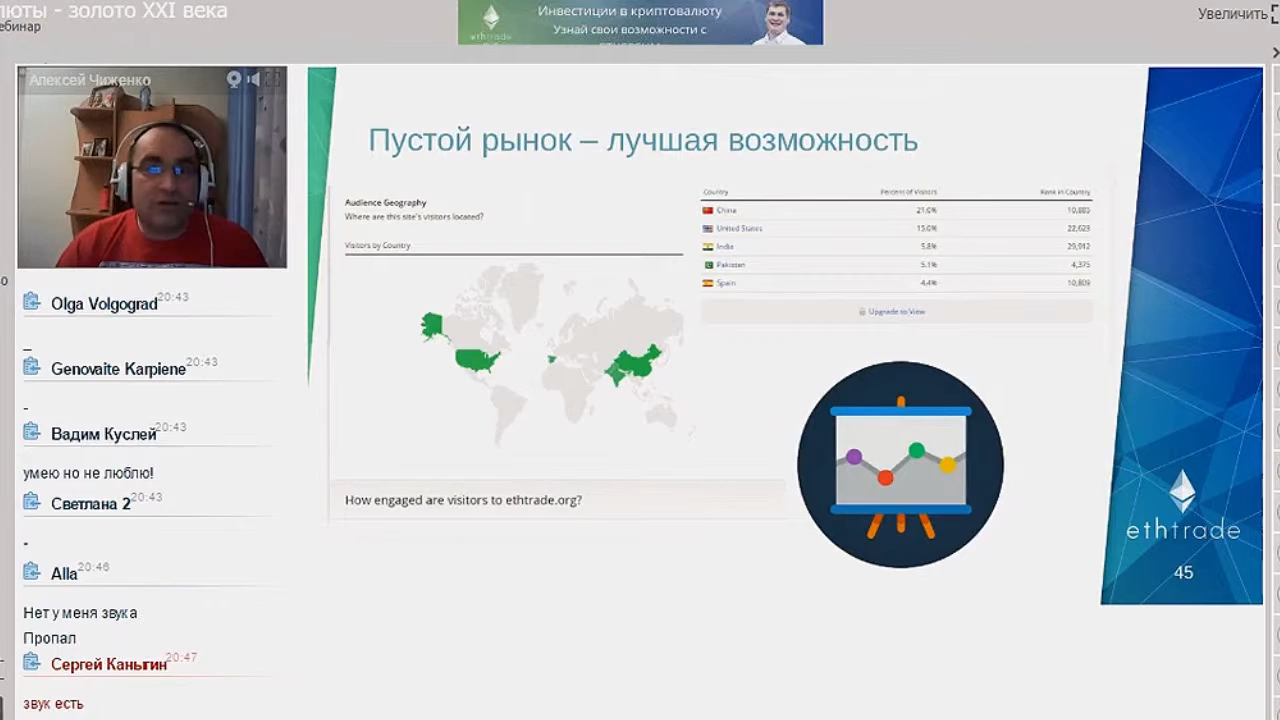 люты - золото XXI века
ебинар
ethtrade
Инвестиции в криптовалюту
Узнай свои возможности с
Увеличить
Алексей Чиженко
Olga Volgograd 20:43
–
Genovaite Karpiene 20:43
-
Вадим Куслей 20:43
умею но не люблю!
Светлана 2 20:43
-
Alla 20:46
Нет у меня звука
Пропал
Сергей Каныгин 20:47
звук есть
Пустой рынок – лучшая возможность
Audience Geography
Where are this site's visitors located?
Visitors by Country
Country Percent of Visitors Rank in Country
China 21.0% 10,885
United States 15.0% 22,623
India 5.8% 29,912
Pakistan 5.1% 4,375
Spain 4.4% 10,809
Upgrade to View
How engaged are visitors to ethtrade.org?
ethtrade
45